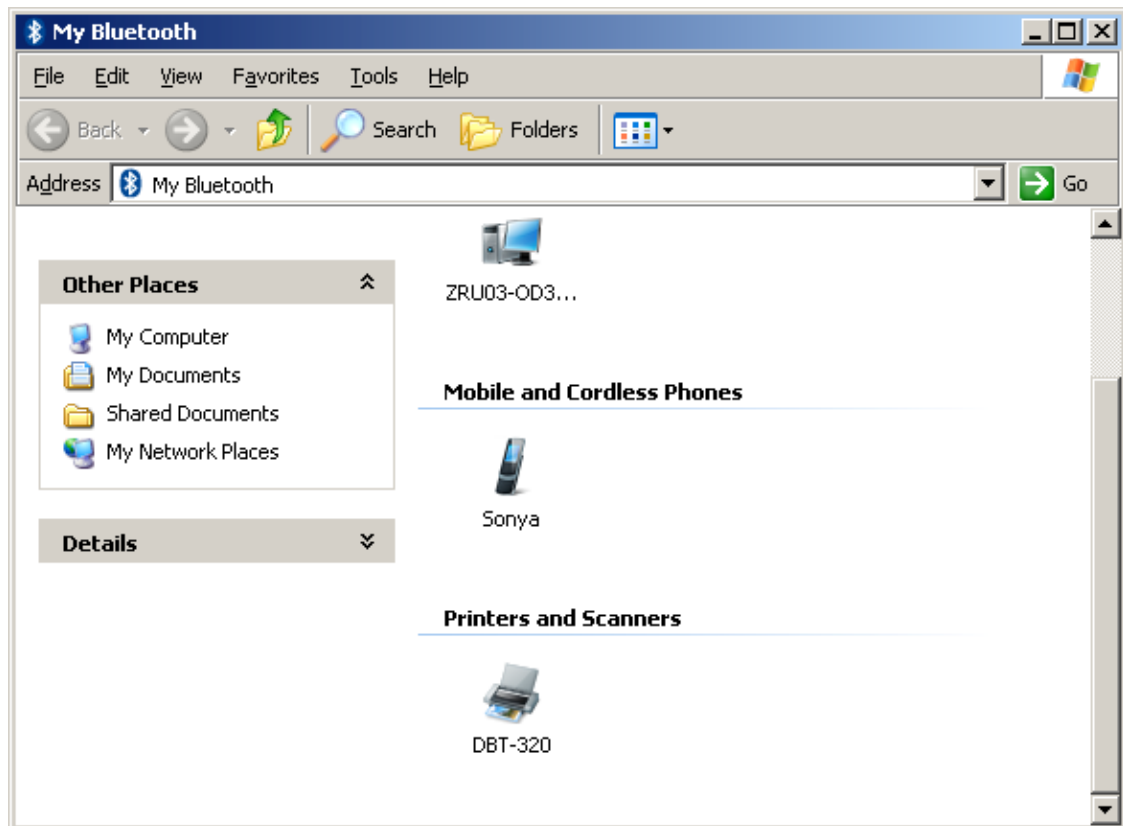 My Bluetooth
File Edit View Favorites Tools Help
Back Search Folders
Address My Bluetooth Go
Other Places
My Computer
My Documents
Shared Documents
My Network Places
Details
ZRU03-OD3...
Mobile and Cordless Phones
Sonya
Printers and Scanners
DBT-320